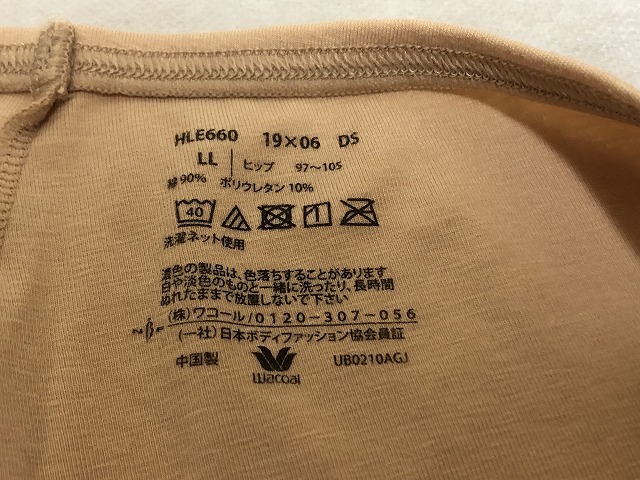 HLE660 19×06 DS
LL ヒップ 97〜105
綿 90% ポリウレタン 10%
40
洗濯ネット使用
濃色の製品は、色落ちすることがあります
白や淡色のものと一緒に洗ったり、長時間
ぬれたままで放置しないで下さい
(株)ワコール/0120-307-056
(一社)日本ボディファッション協会会員証
中国製 Wacoal UB0210AGJ